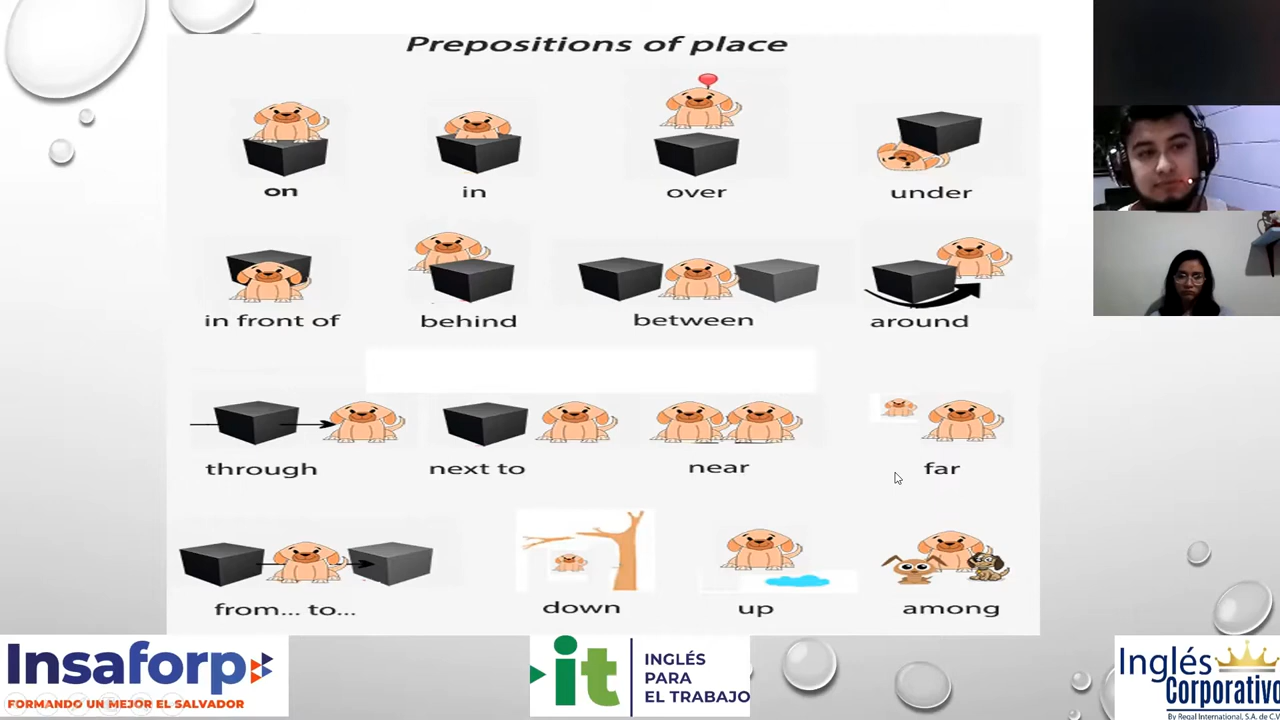 Prepositions of place
on in over under
in front of behind between around
through next to near far
from... to... down up among
Insaforp
FORMANDO UN MEJOR EL SALVADOR
it
INGLÉS
PARA
EL TRABAJO
Inglés
Corporativo
By Regal International, S.A. de C.V